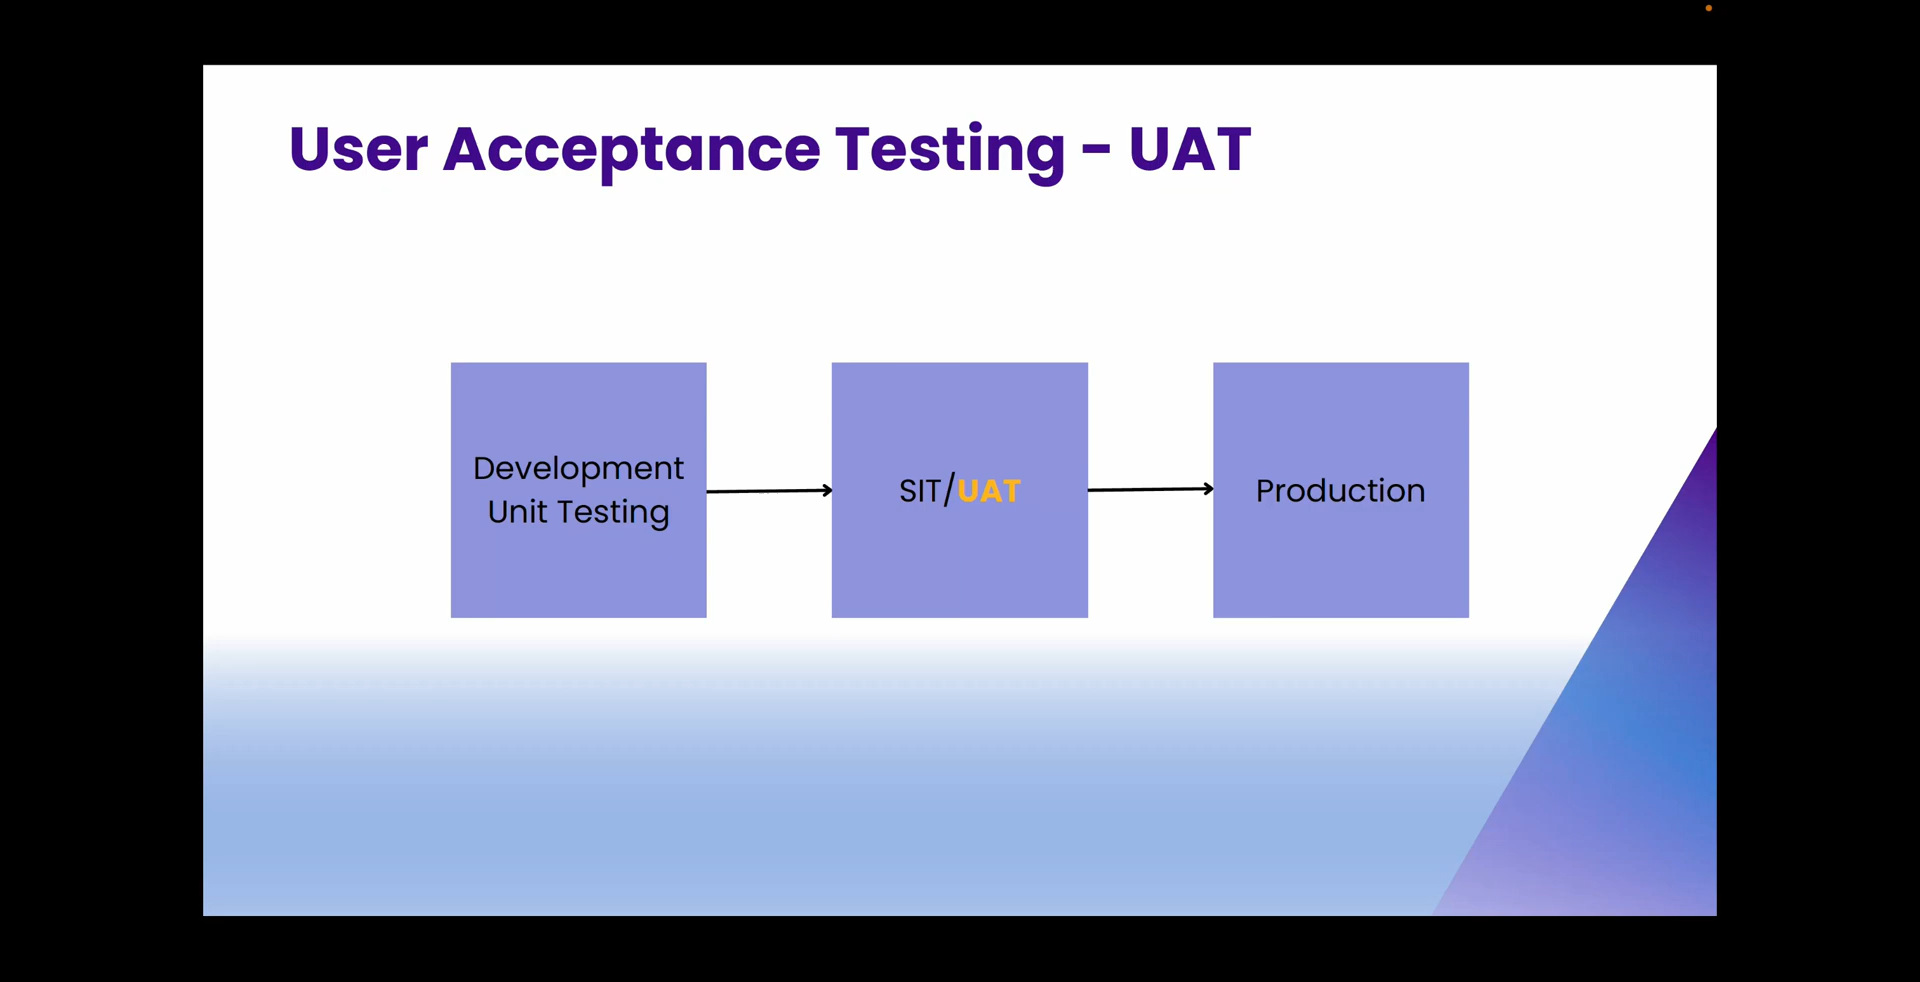 User Acceptance Testing - UAT
Development
Unit Testing
SIT/UAT
Production